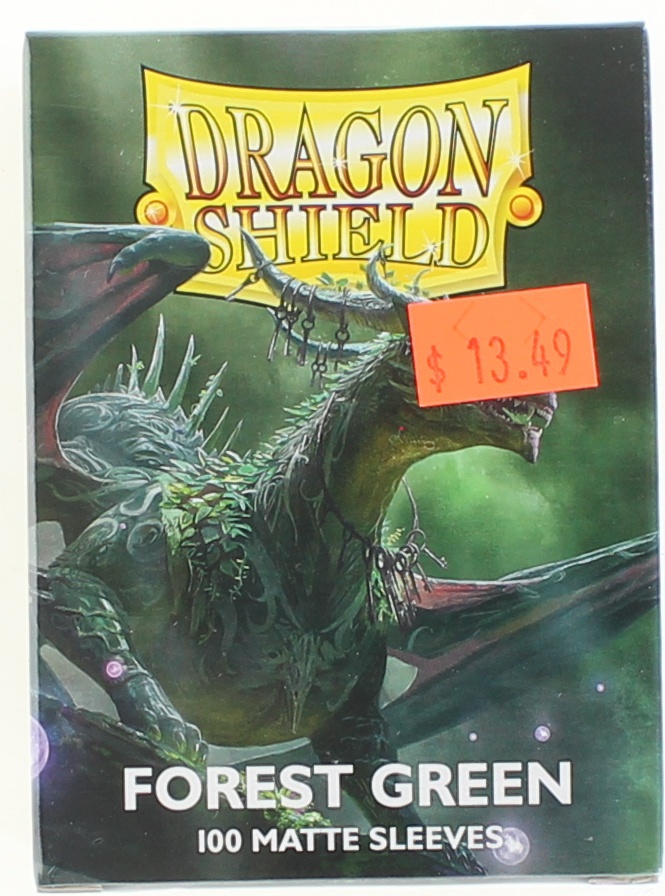 DRAGON
SHIELD
$ 13.49
FOREST GREEN
100 MATTE SLEEVES